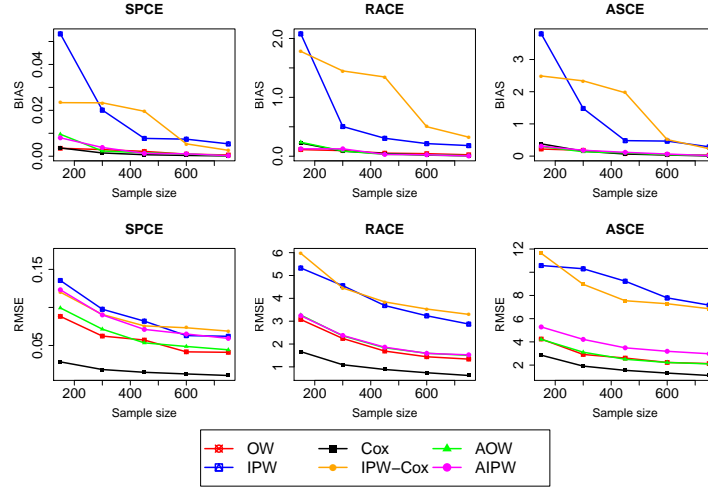 SPCE
RACE
ASCE
BIAS
0.00
0.02
0.04
200
400
600
Sample size
BIAS
0.0
1.0
2.0
200
400
600
Sample size
BIAS
0
1
2
3
200
400
600
Sample size
SPCE
RACE
ASCE
RMSE
0.05
0.15
200
400
600
Sample size
RMSE
1
2
3
4
5
6
200
400
600
Sample size
RMSE
2
4
6
8
12
200
400
600
Sample size
OW
Cox
AOW
IPW
IPW-Cox
AIPW